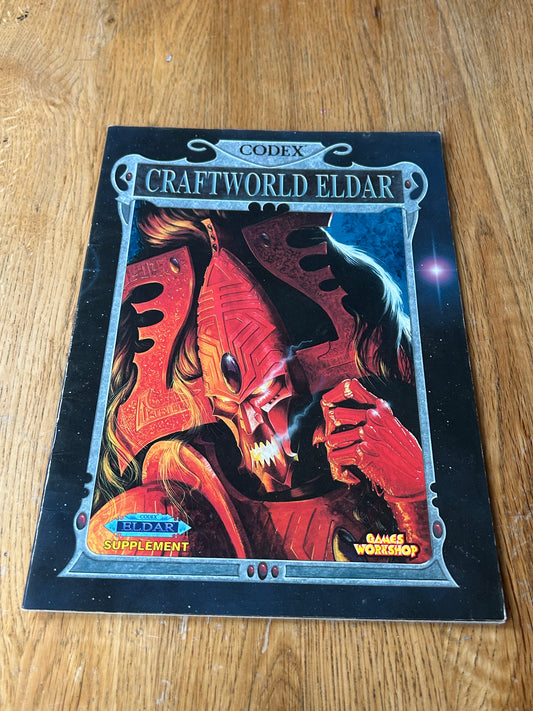 CODEX
CRAFTWORLD ELDAR
CODEX
ELDAR
SUPPLEMENT
GAMES
WORKSHOP